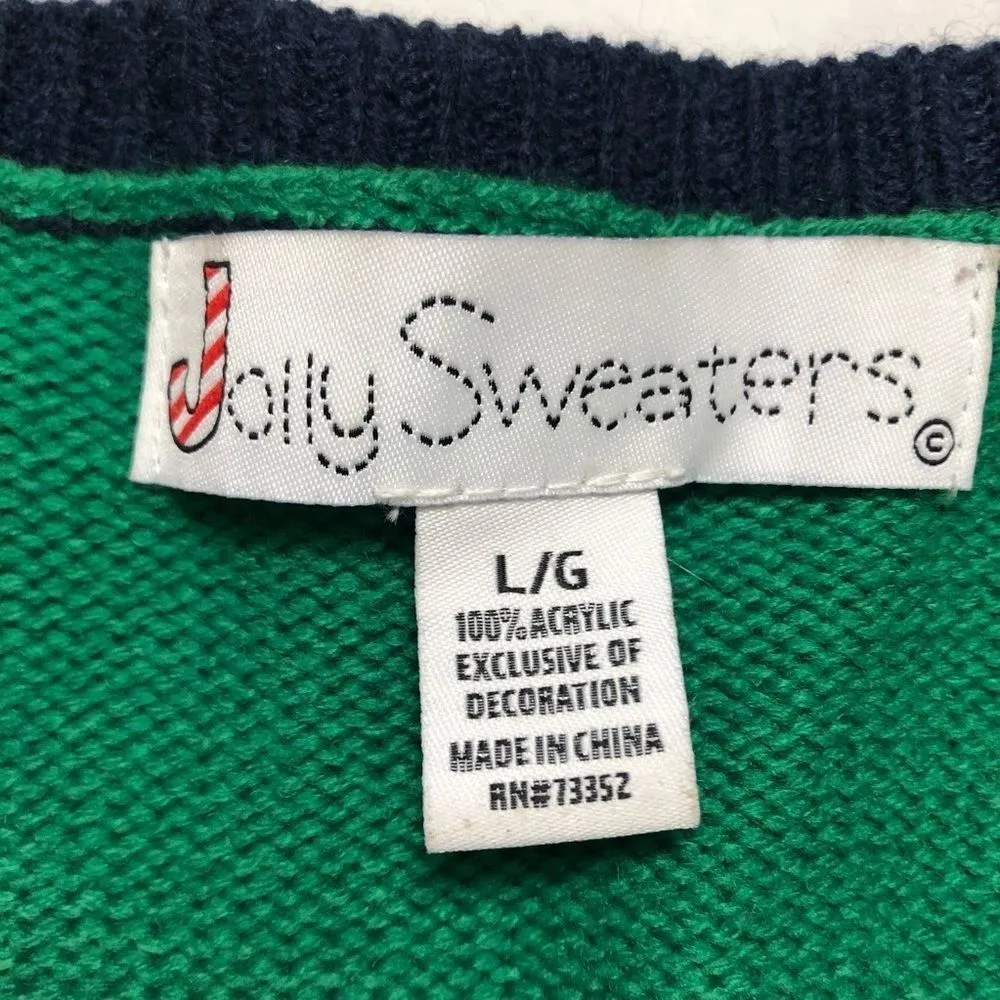 Jolly Sweaters ©
L/G
100% ACRYLIC
EXCLUSIVE OF
DECORATION
MADE IN CHINA
RN#73352